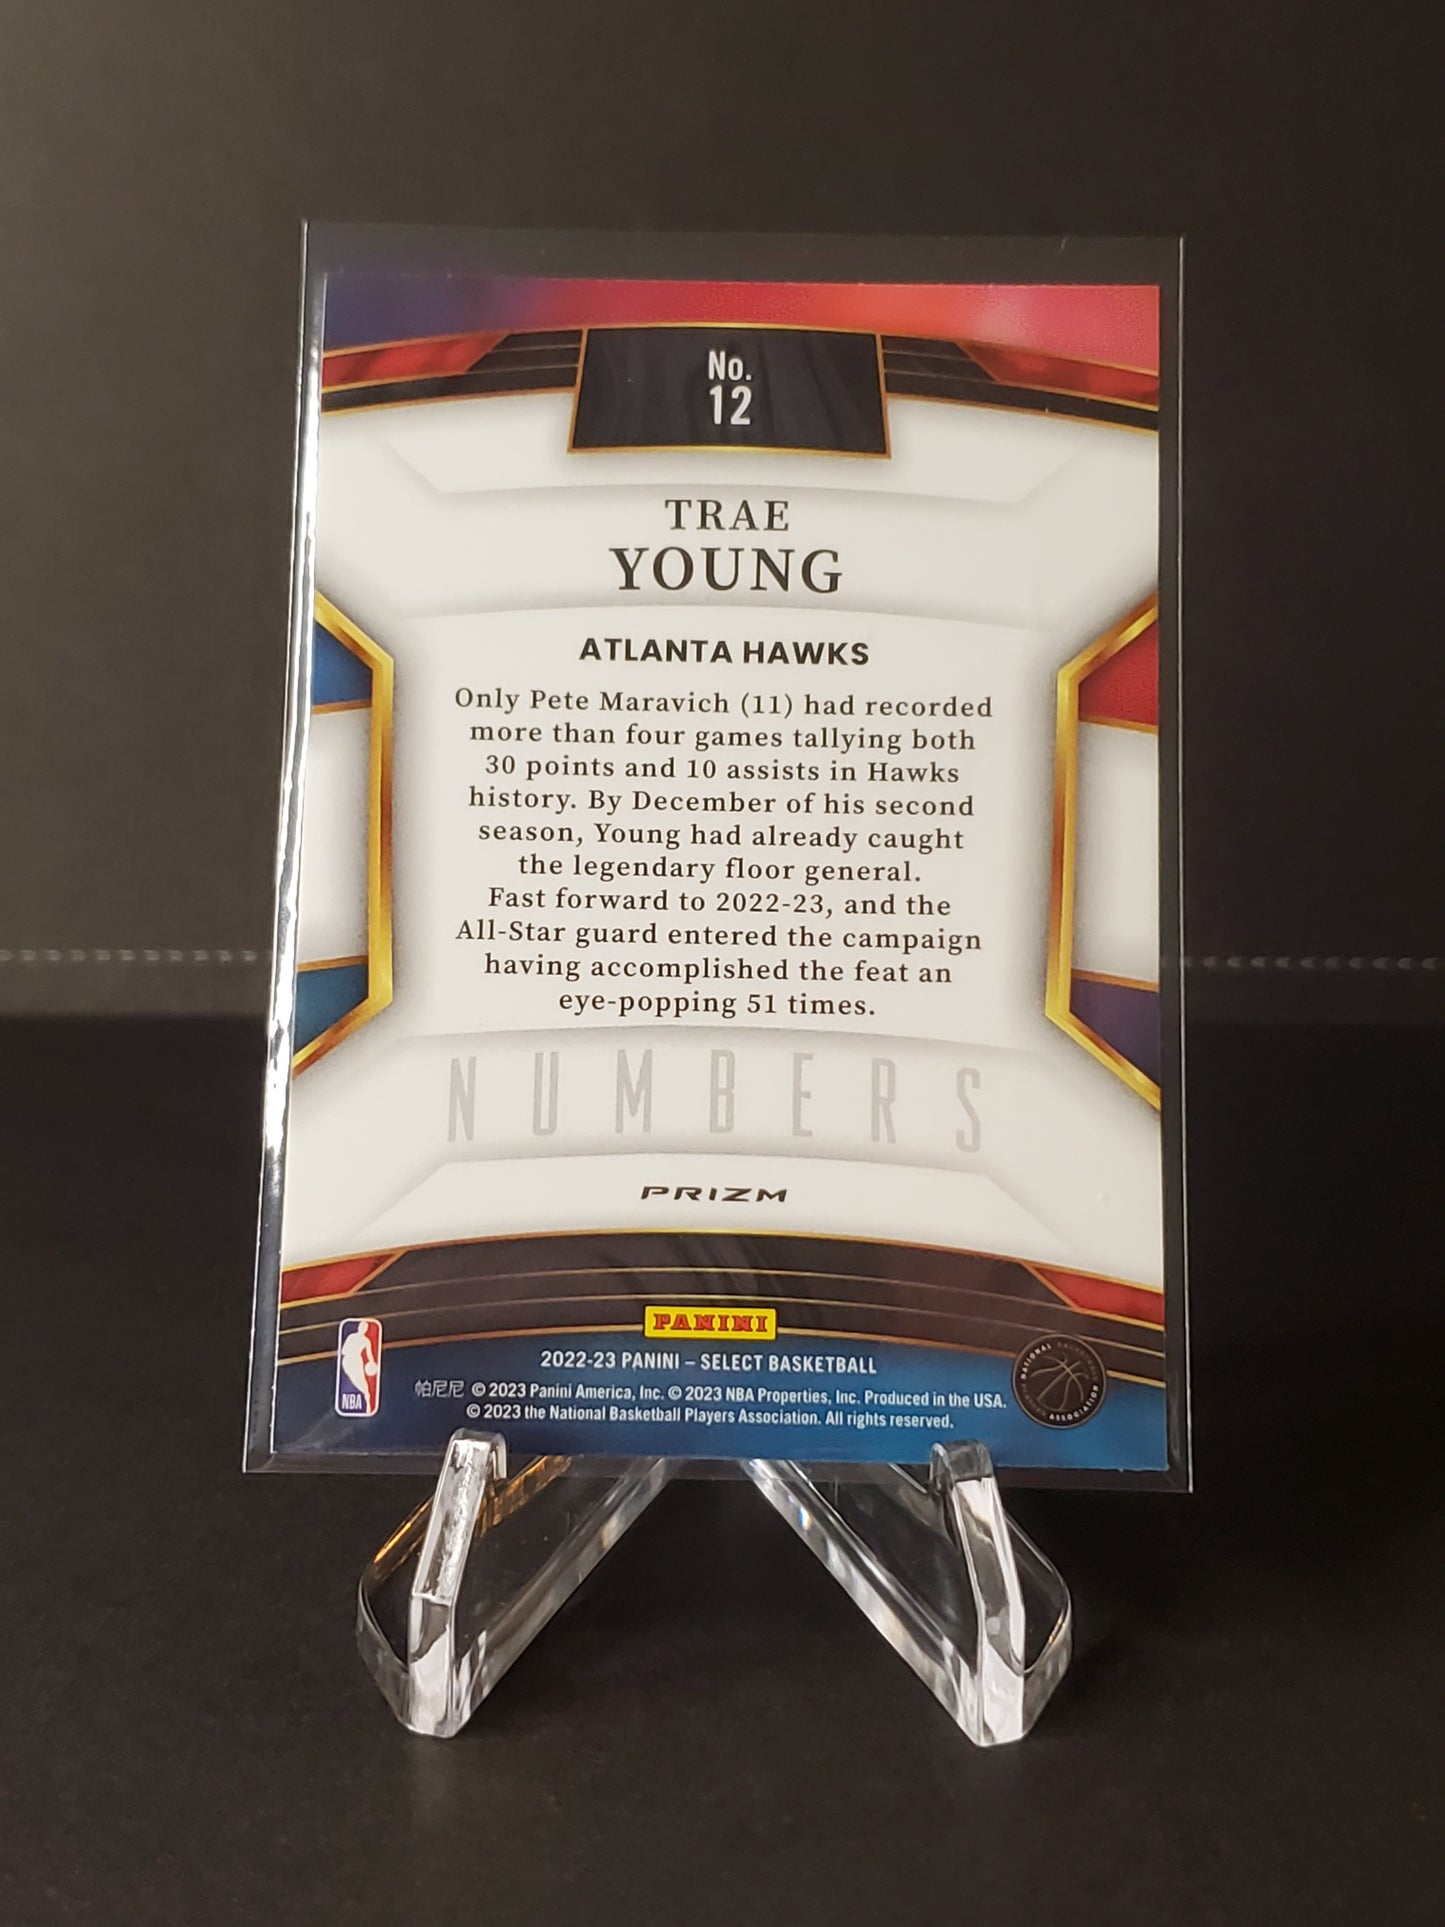 No.
12
TRAE
YOUNG
ATLANTA HAWKS
Only Pete Maravich (11) had recorded
more than four games tallying both
30 points and 10 assists in Hawks
history. By December of his second
season, Young had already caught
the legendary floor general.
Fast forward to 2022-23, and the
All-Star guard entered the campaign
having accomplished the feat an
eye-popping 51 times.
NUMBERS
PRIZM
PANINI
2022-23 PANINI – SELECT BASKETBALL
帕尼尼 © 2023 Panini America, Inc. © 2023 NBA Properties, Inc. Produced in the USA.
© 2023 the National Basketball Players Association. All rights reserved.
NBA
NATIONAL BASKETBALL PLAYERS ASSOCIATION